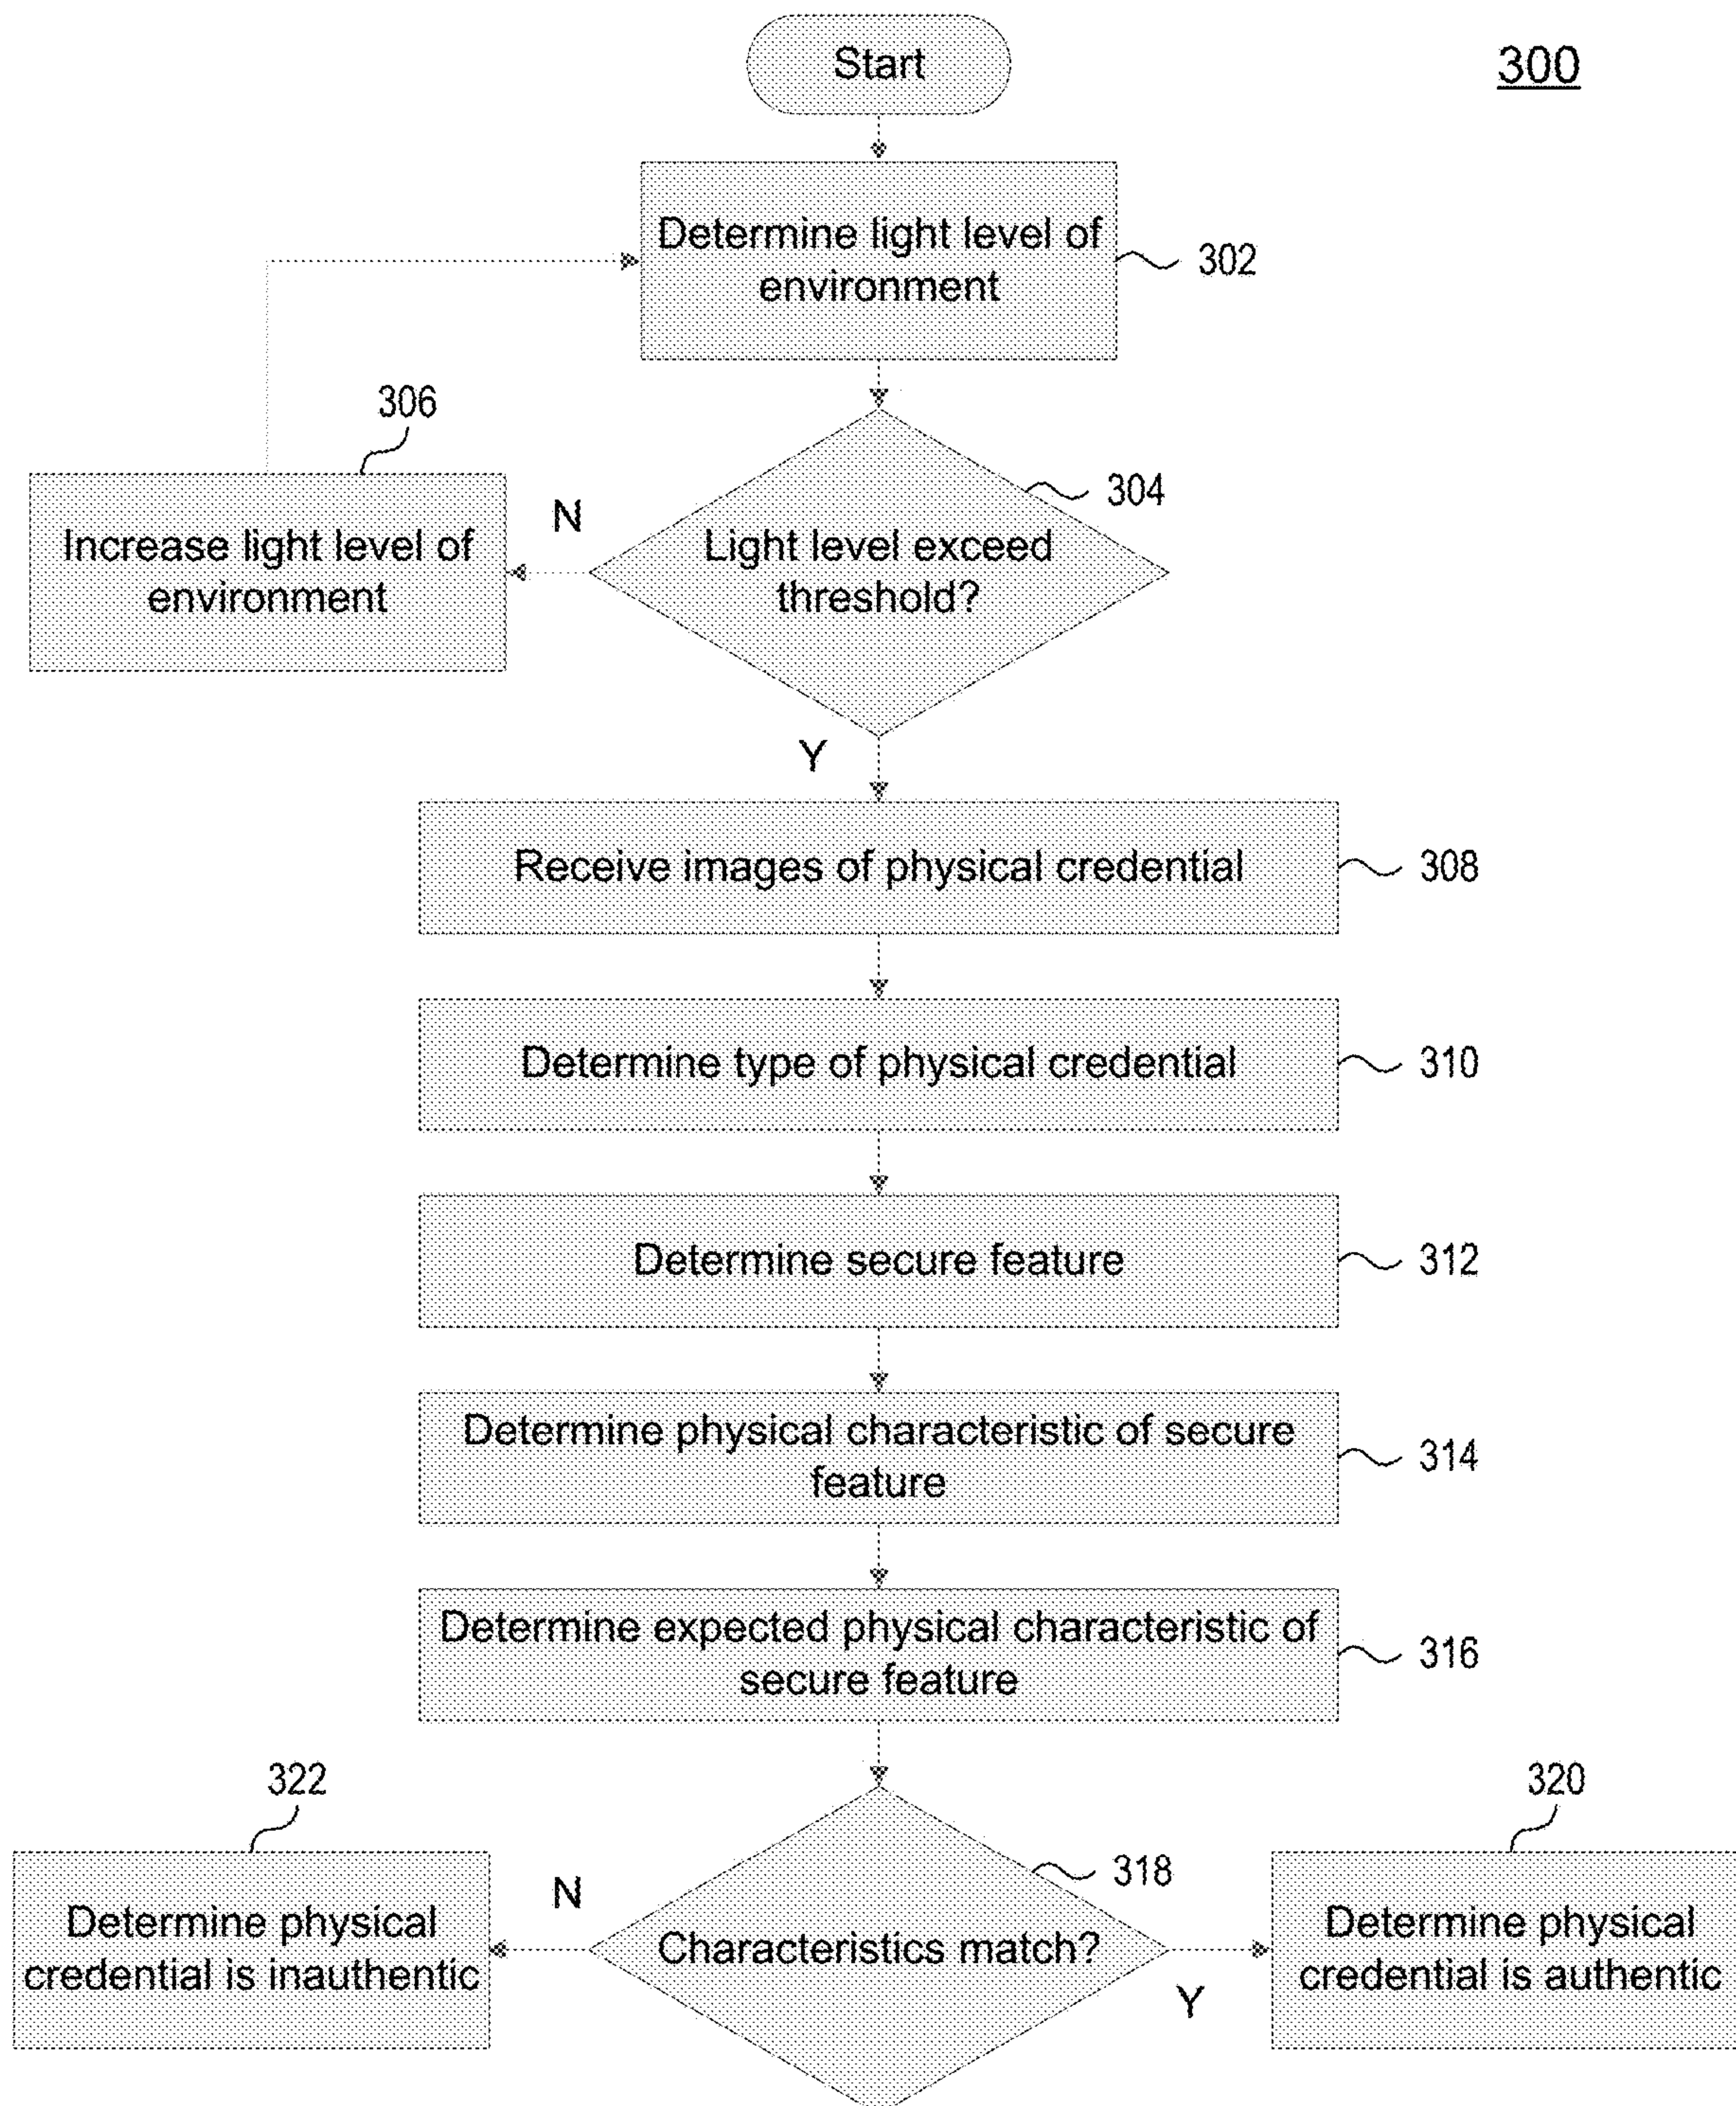 Start
300
Determine light level of
environment
302
306
304
N
Increase light level of
environment
Light level exceed
threshold?
Y
Receive images of physical credential
308
Determine type of physical credential
310
Determine secure feature
312
Determine physical characteristic of secure
feature
314
Determine expected physical characteristic of
secure feature
316
322
320
318
N
Determine physical
credential is inauthentic
Characteristics match?
Y
Determine physical
credential is authentic